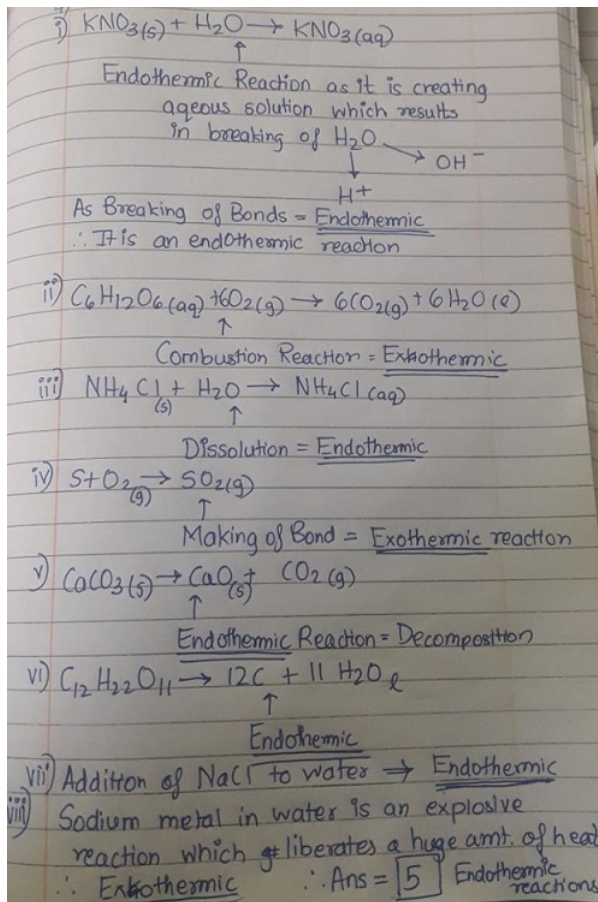 i) KNO3(s) + H2O → KNO3(aq)
↑
Endothermic Reaction as it is creating
aqeous solution which results
in breaking of H2O → OH⁻
↓
H+
As Breaking of Bonds = Endothermic
∴ It is an endothermic reaction
ii) C6H12O6(aq) + 6O2(g) → 6CO2(g) + 6H2O(l)
↑
Combustion Reaction = Exothermic
iii) NH4Cl(s) + H2O → NH4Cl(aq)
↑
Dissolution = Endothermic
iv) S + O2(g) → SO2(g)
↑
Making of Bond = Exothermic reaction
v) CaCO3(s) → CaO(s) + CO2(g)
↑
Endothermic Reaction = Decomposition
vi) C12H22O11 → 12C + 11H2O l
↑
Endothemic
vii) Addition of NaCl to water → Endothermic
viii) Sodium metal in water is an explosive
reaction which liberates a huge amt. of heat
∴ Exothermic ∴ Ans = 5 Endothermic
reactions